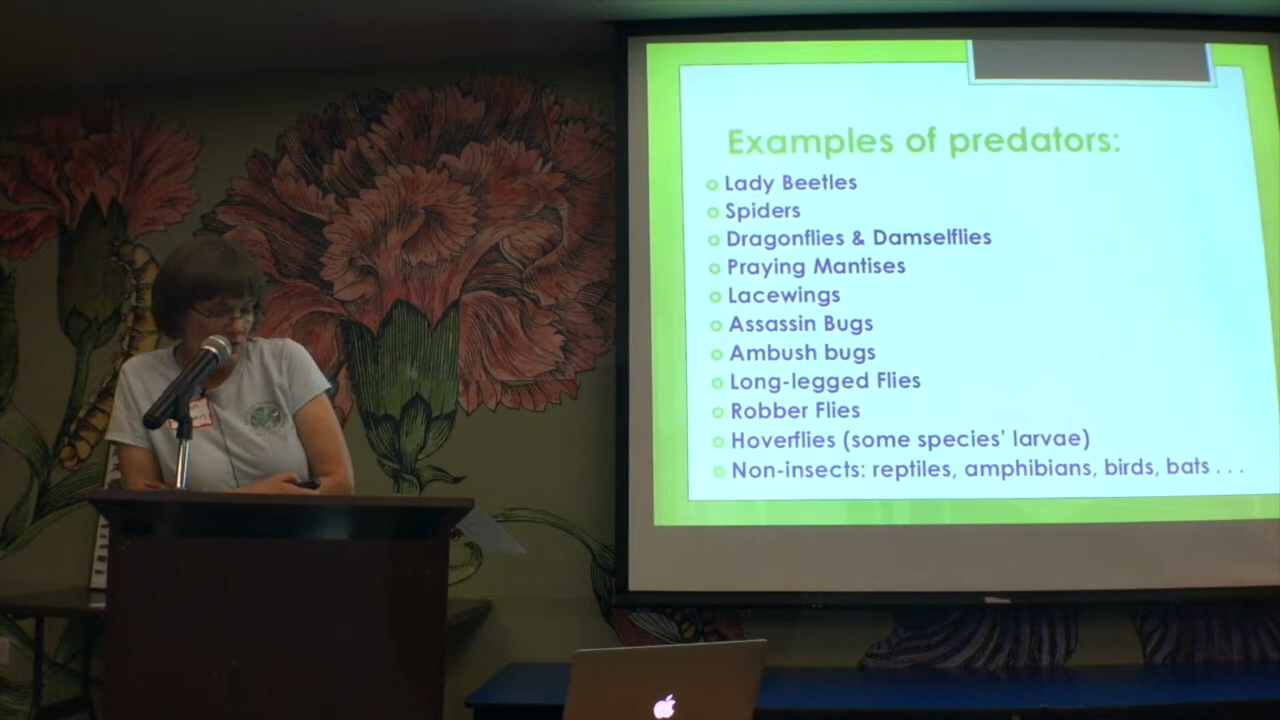 Examples of predators:
Lady Beetles
Spiders
Dragonflies & Damselflies
Praying Mantises
Lacewings
Assassin Bugs
Ambush bugs
Long-legged Flies
Robber Flies
Hoverflies (some species' larvae)
Non-insects: reptiles, amphibians, birds, bats . . .